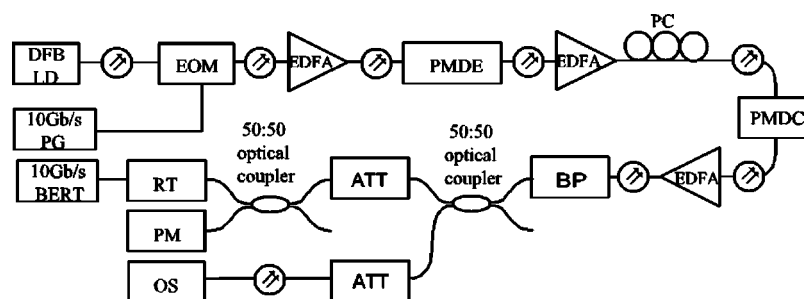 PC
DFB
LD
EOM
EDFA
PMDE
EDFA
10Gb/s
PG
PMDC
50:50
optical
coupler
50:50
optical
coupler
10Gb/s
BERT
RT
ATT
BP
EDFA
PM
OS
ATT